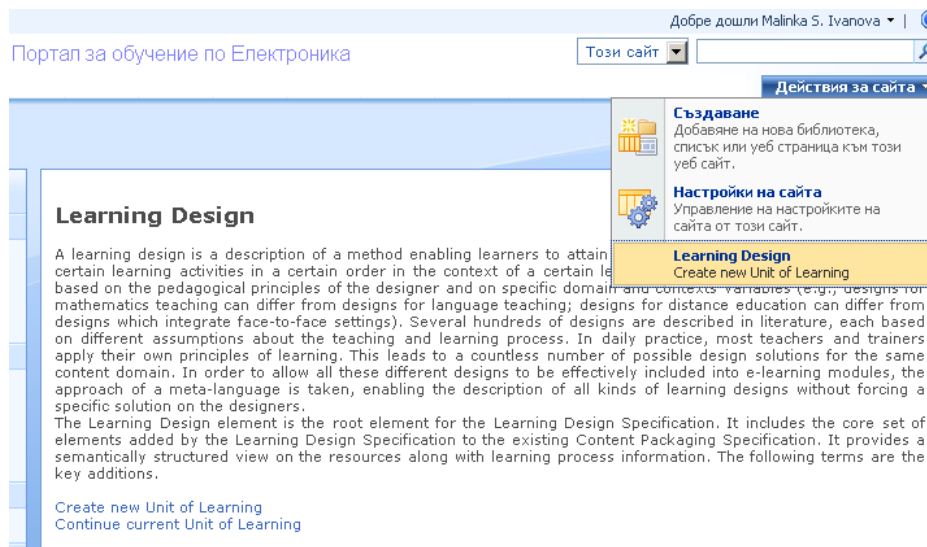 Добре дошли Malinka S. Ivanova
Портал за обучение по Електроника
Този сайт
Действия за сайта
Създаване
Добавяне на нова библиотека,
списък или уеб страница към този
уеб сайт.
Настройки на сайта
Управление на настройките на
сайта от този сайт.
Learning Design
Create new Unit of Learning
Learning Design
A learning design is a description of a method enabling learners to attain
certain learning activities in a certain order in the context of a certain le
based on the pedagogical principles of the designer and on specific domain and contexts variables (e.g., designs for
mathematics teaching can differ from designs for language teaching; designs for distance education can differ from
designs which integrate face-to-face settings). Several hundreds of designs are described in literature, each based
on different assumptions about the teaching and learning process. In daily practice, most teachers and trainers
apply their own principles of learning. This leads to a countless number of possible design solutions for the same
content domain. In order to allow all these different designs to be effectively included into e-learning modules, the
approach of a meta-language is taken, enabling the description of all kinds of learning designs without forcing a
specific solution on the designers.
The Learning Design element is the root element for the Learning Design Specification. It includes the core set of
elements added by the Learning Design Specification to the existing Content Packaging Specification. It provides a
semantically structured view on the resources along with learning process information. The following terms are the
key additions.
Create new Unit of Learning
Continue current Unit of Learning